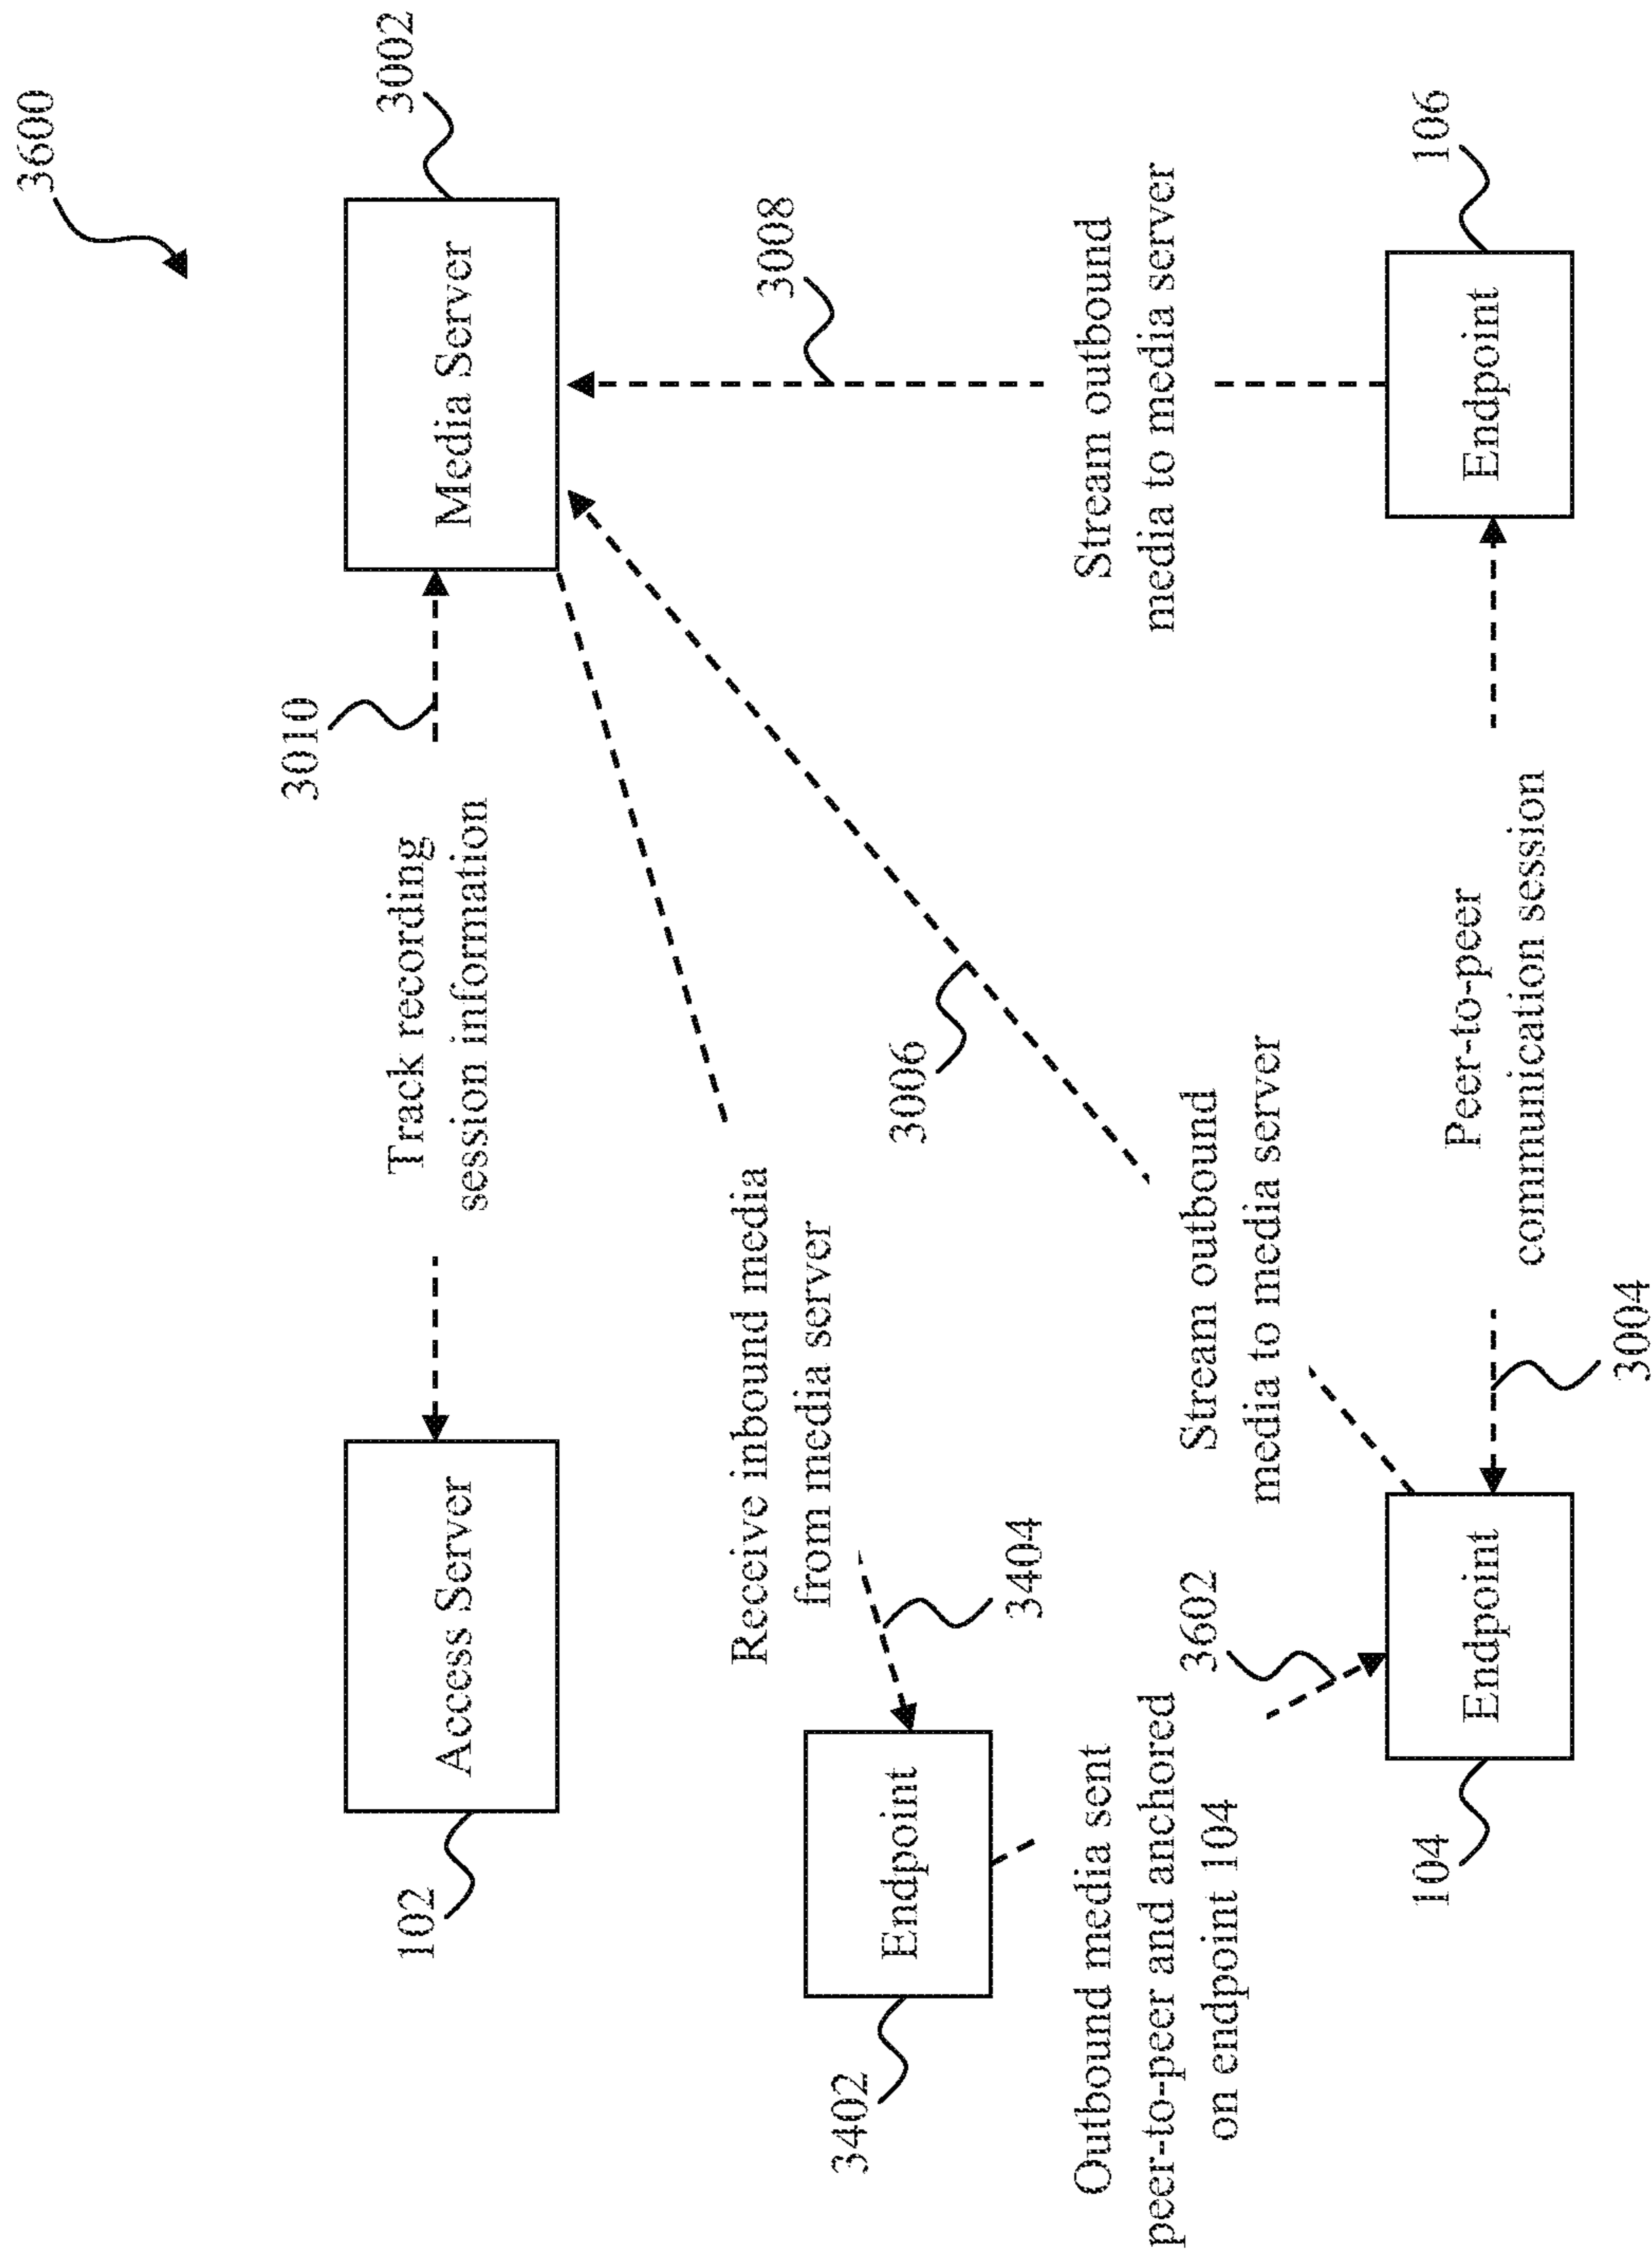 3600
102
Access Server
Track recording
session information
3010
Media Server
3002
3402
Endpoint
3404
Receive inbound media
from media server
3006
3008
Stream outbound
media to media server
Outbound media sent
peer-to-peer and anchored
on endpoint 104
3602
Stream outbound
media to media server
104
Endpoint
3004
Peer-to-peer
communication session
Endpoint
106